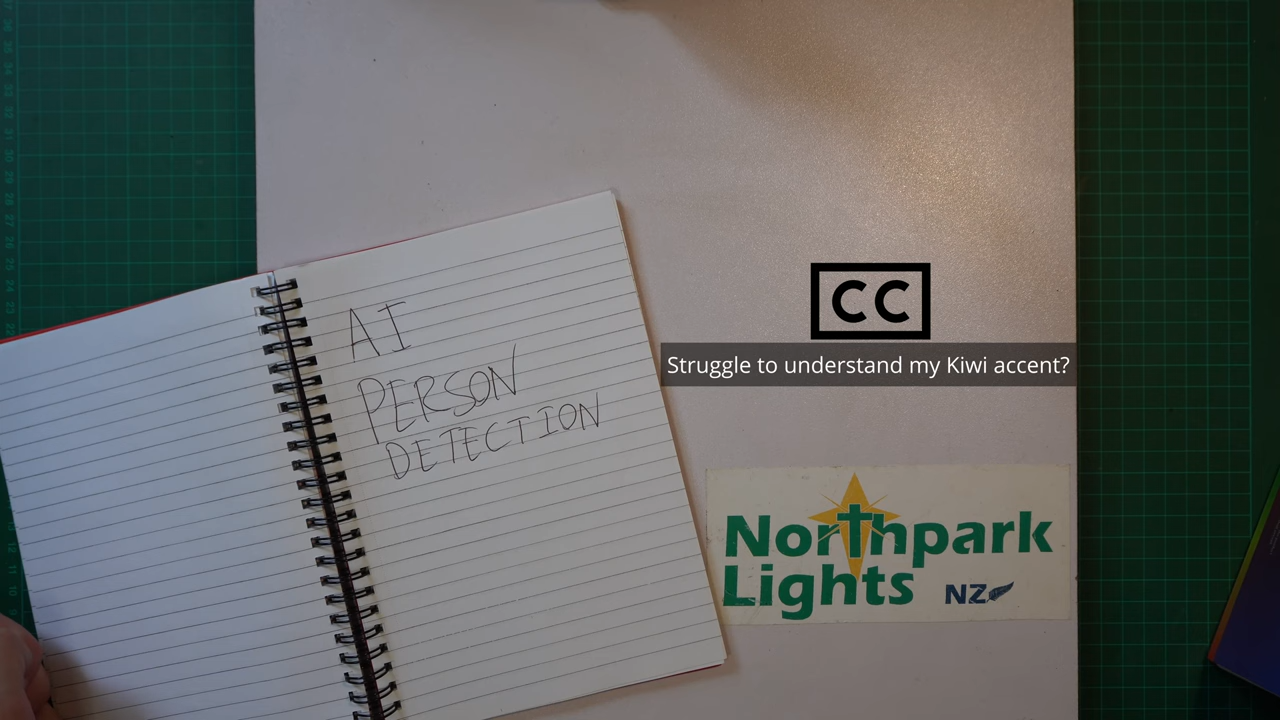 AI
PERSON
DETECTION
CC
Struggle to understand my Kiwi accent?
Northpark
Lights NZ